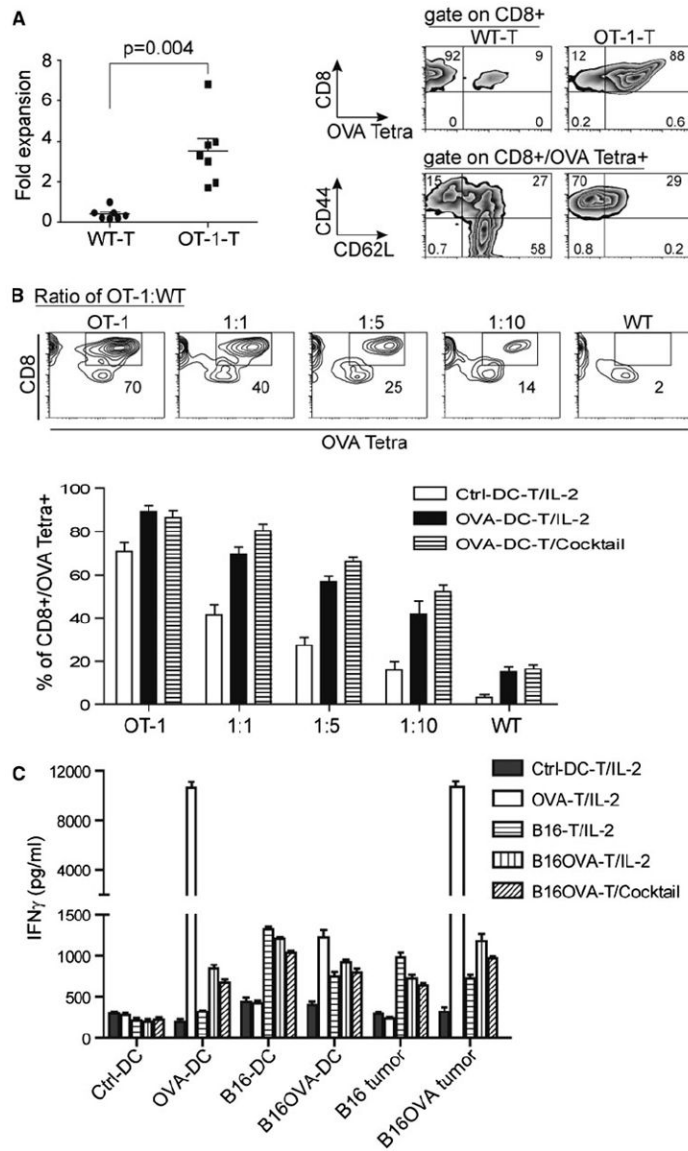 A
p=0.004
Fold expansion
8
6
4
2
0
WT-T OT-1-T
gate on CD8+
WT-T OT-1-T
CD8
OVA Tetra
92 9
0 0
12 88
0.2 0.6
gate on CD8+/OVA Tetra+
CD44
CD62L
15 27
0.7 58
70 29
0.8 0.2
B Ratio of OT-1:WT
OT-1 1:1 1:5 1:10 WT
CD8
70 40 25 14 2
OVA Tetra
% of CD8+/OVA Tetra+
100
80
60
40
20
0
Ctrl-DC-T/IL-2
OVA-DC-T/IL-2
OVA-DC-T/Cocktail
OT-1 1:1 1:5 1:10 WT
C
IFNγ (pg/ml)
12000
8000
4000
1500
1000
500
0
Ctrl-DC-T/IL-2
OVA-T/IL-2
B16-T/IL-2
B16OVA-T/IL-2
B16OVA-T/Cocktail
Ctrl-DC
OVA-DC
B16-DC
B16OVA-DC
B16 tumor
B16OVA tumor